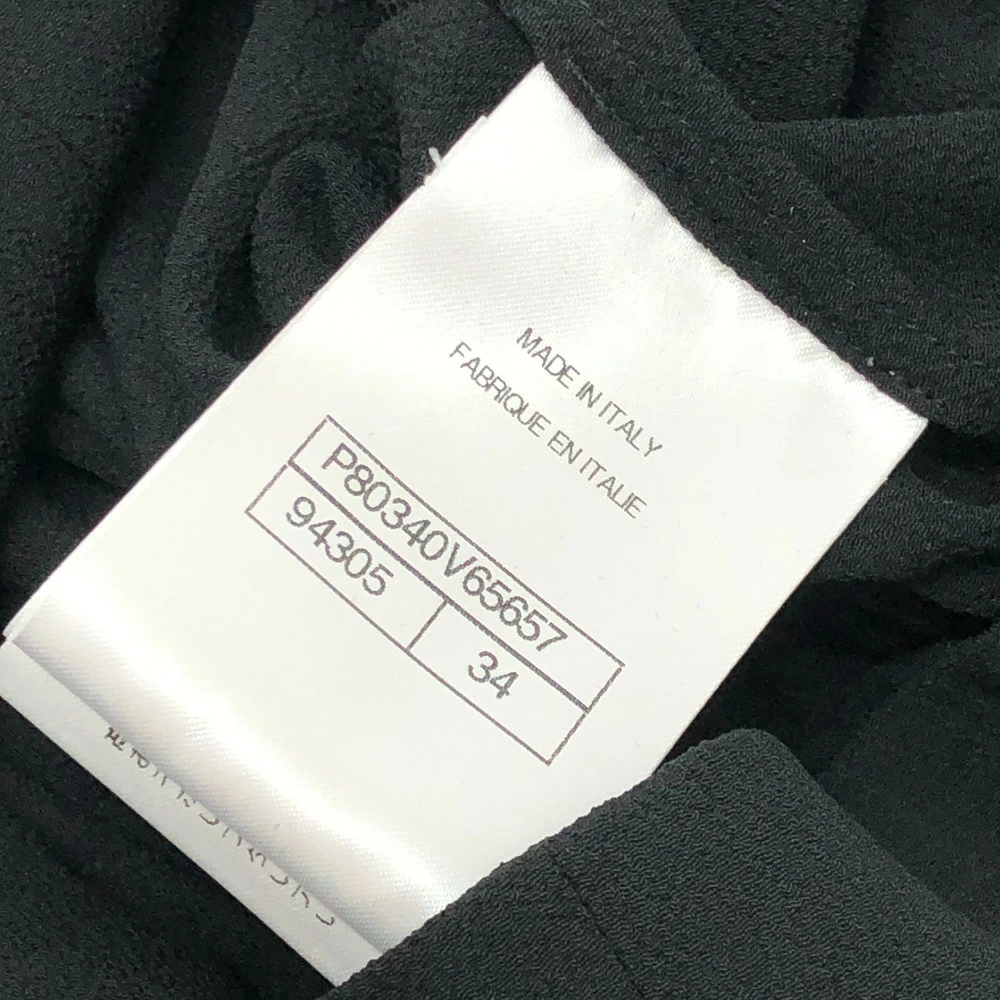 MADE IN ITALY
FABRIQUE EN ITALIE
P80340V65657
94305 34